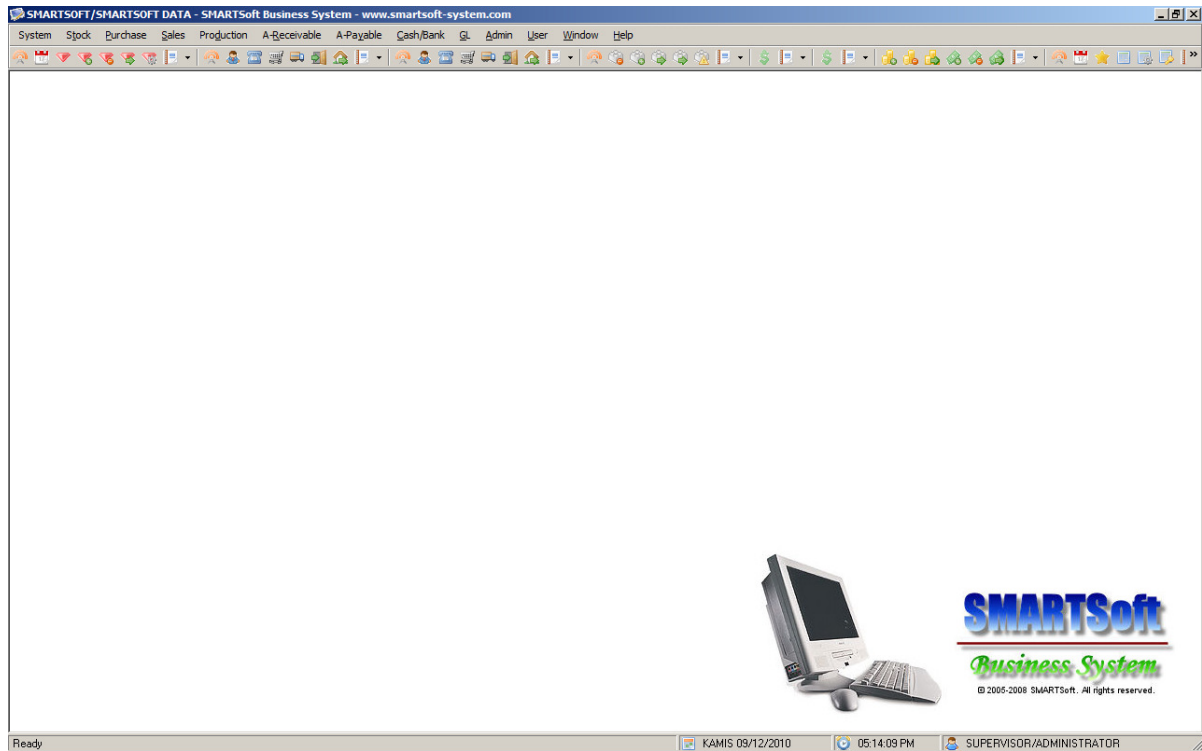 SMARTSOFT/SMARTSOFT DATA - SMARTSoft Business System - www.smartsoft-system.com
System Stock Purchase Sales Production A-Receivable A-Payable Cash/Bank GL Admin User Window Help
SMARTSoft
Business System
© 2005-2008 SMARTSoft. All rights reserved.
Ready KAMIS 09/12/2010 05:14:09 PM SUPERVISOR/ADMINISTRATOR